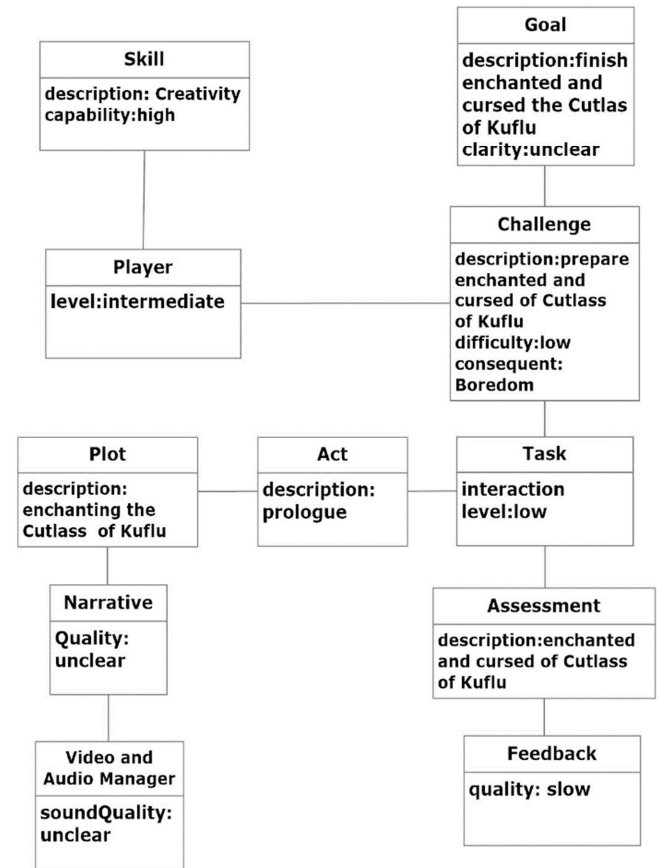 Goal
description:finish
enchanted and
cursed the Cutlas
of Kuflu
clarity:unclear
Skill
description: Creativity
capability:high
Challenge
description:prepare
enchanted and
cursed of Cutlass
of Kuflu
difficulty:low
consequent:
Boredom
Player
level:intermediate
Plot
description:
enchanting the
Cutlass of Kuflu
Act
description:
prologue
Task
interaction
level:low
Narrative
Quality:
unclear
Assessment
description:enchanted
and cursed of Cutlass
of Kuflu
Video and
Audio Manager
soundQuality:
unclear
Feedback
quality: slow